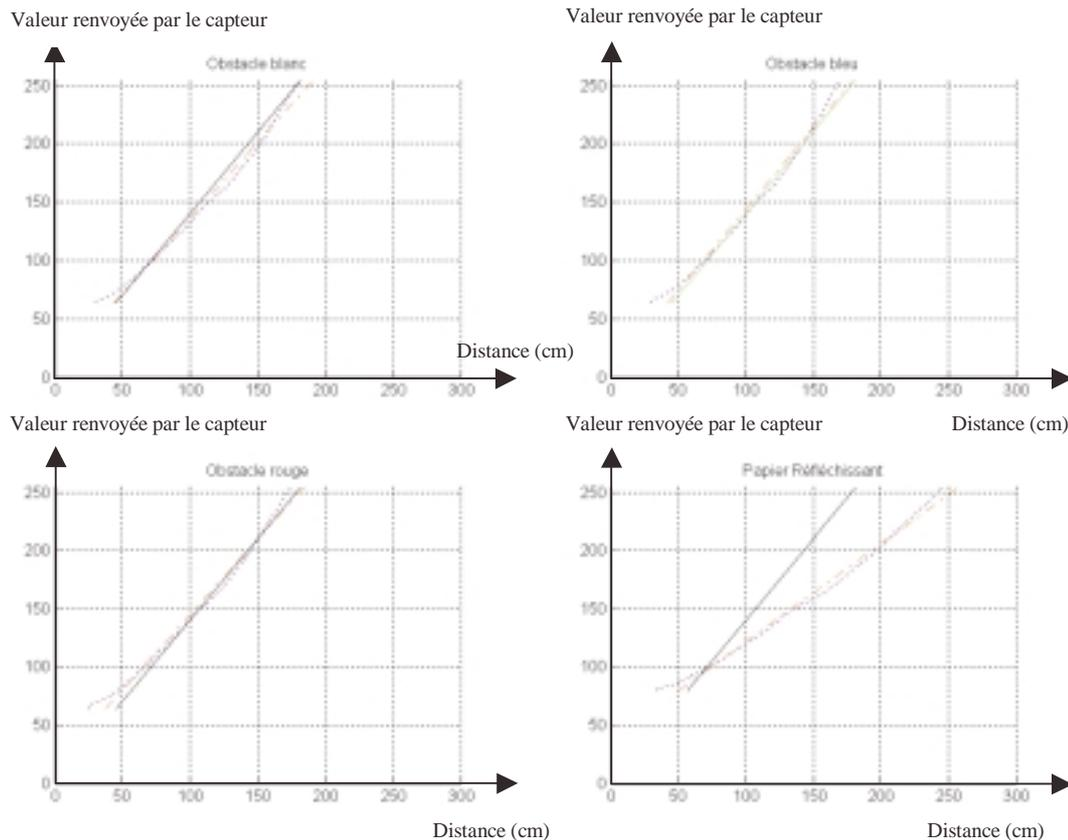 Valeur renvoyée par le capteur
Obstacle blanc
250
200
150
100
50
0
0 50 100 150 200 250 300
Distance (cm)
Valeur renvoyée par le capteur
Obstacle bleu
250
200
150
100
50
0
0 50 100 150 200 250 300
Distance (cm)
Valeur renvoyée par le capteur
Obstacle rouge
250
200
150
100
50
0
0 50 100 150 200 250 300
Distance (cm)
Valeur renvoyée par le capteur
Papier Réfléchissant
250
200
150
100
50
0
0 50 100 150 200 250 300
Distance (cm)